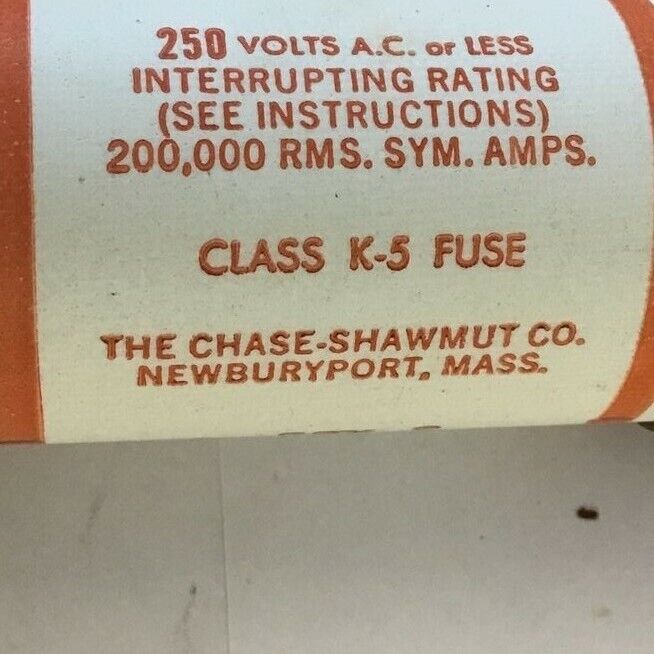 250 VOLTS A.C. or LESS
INTERRUPTING RATING
(SEE INSTRUCTIONS)
200,000 RMS. SYM. AMPS.
CLASS K-5 FUSE
THE CHASE-SHAWMUT CO.
NEWBURYPORT, MASS.